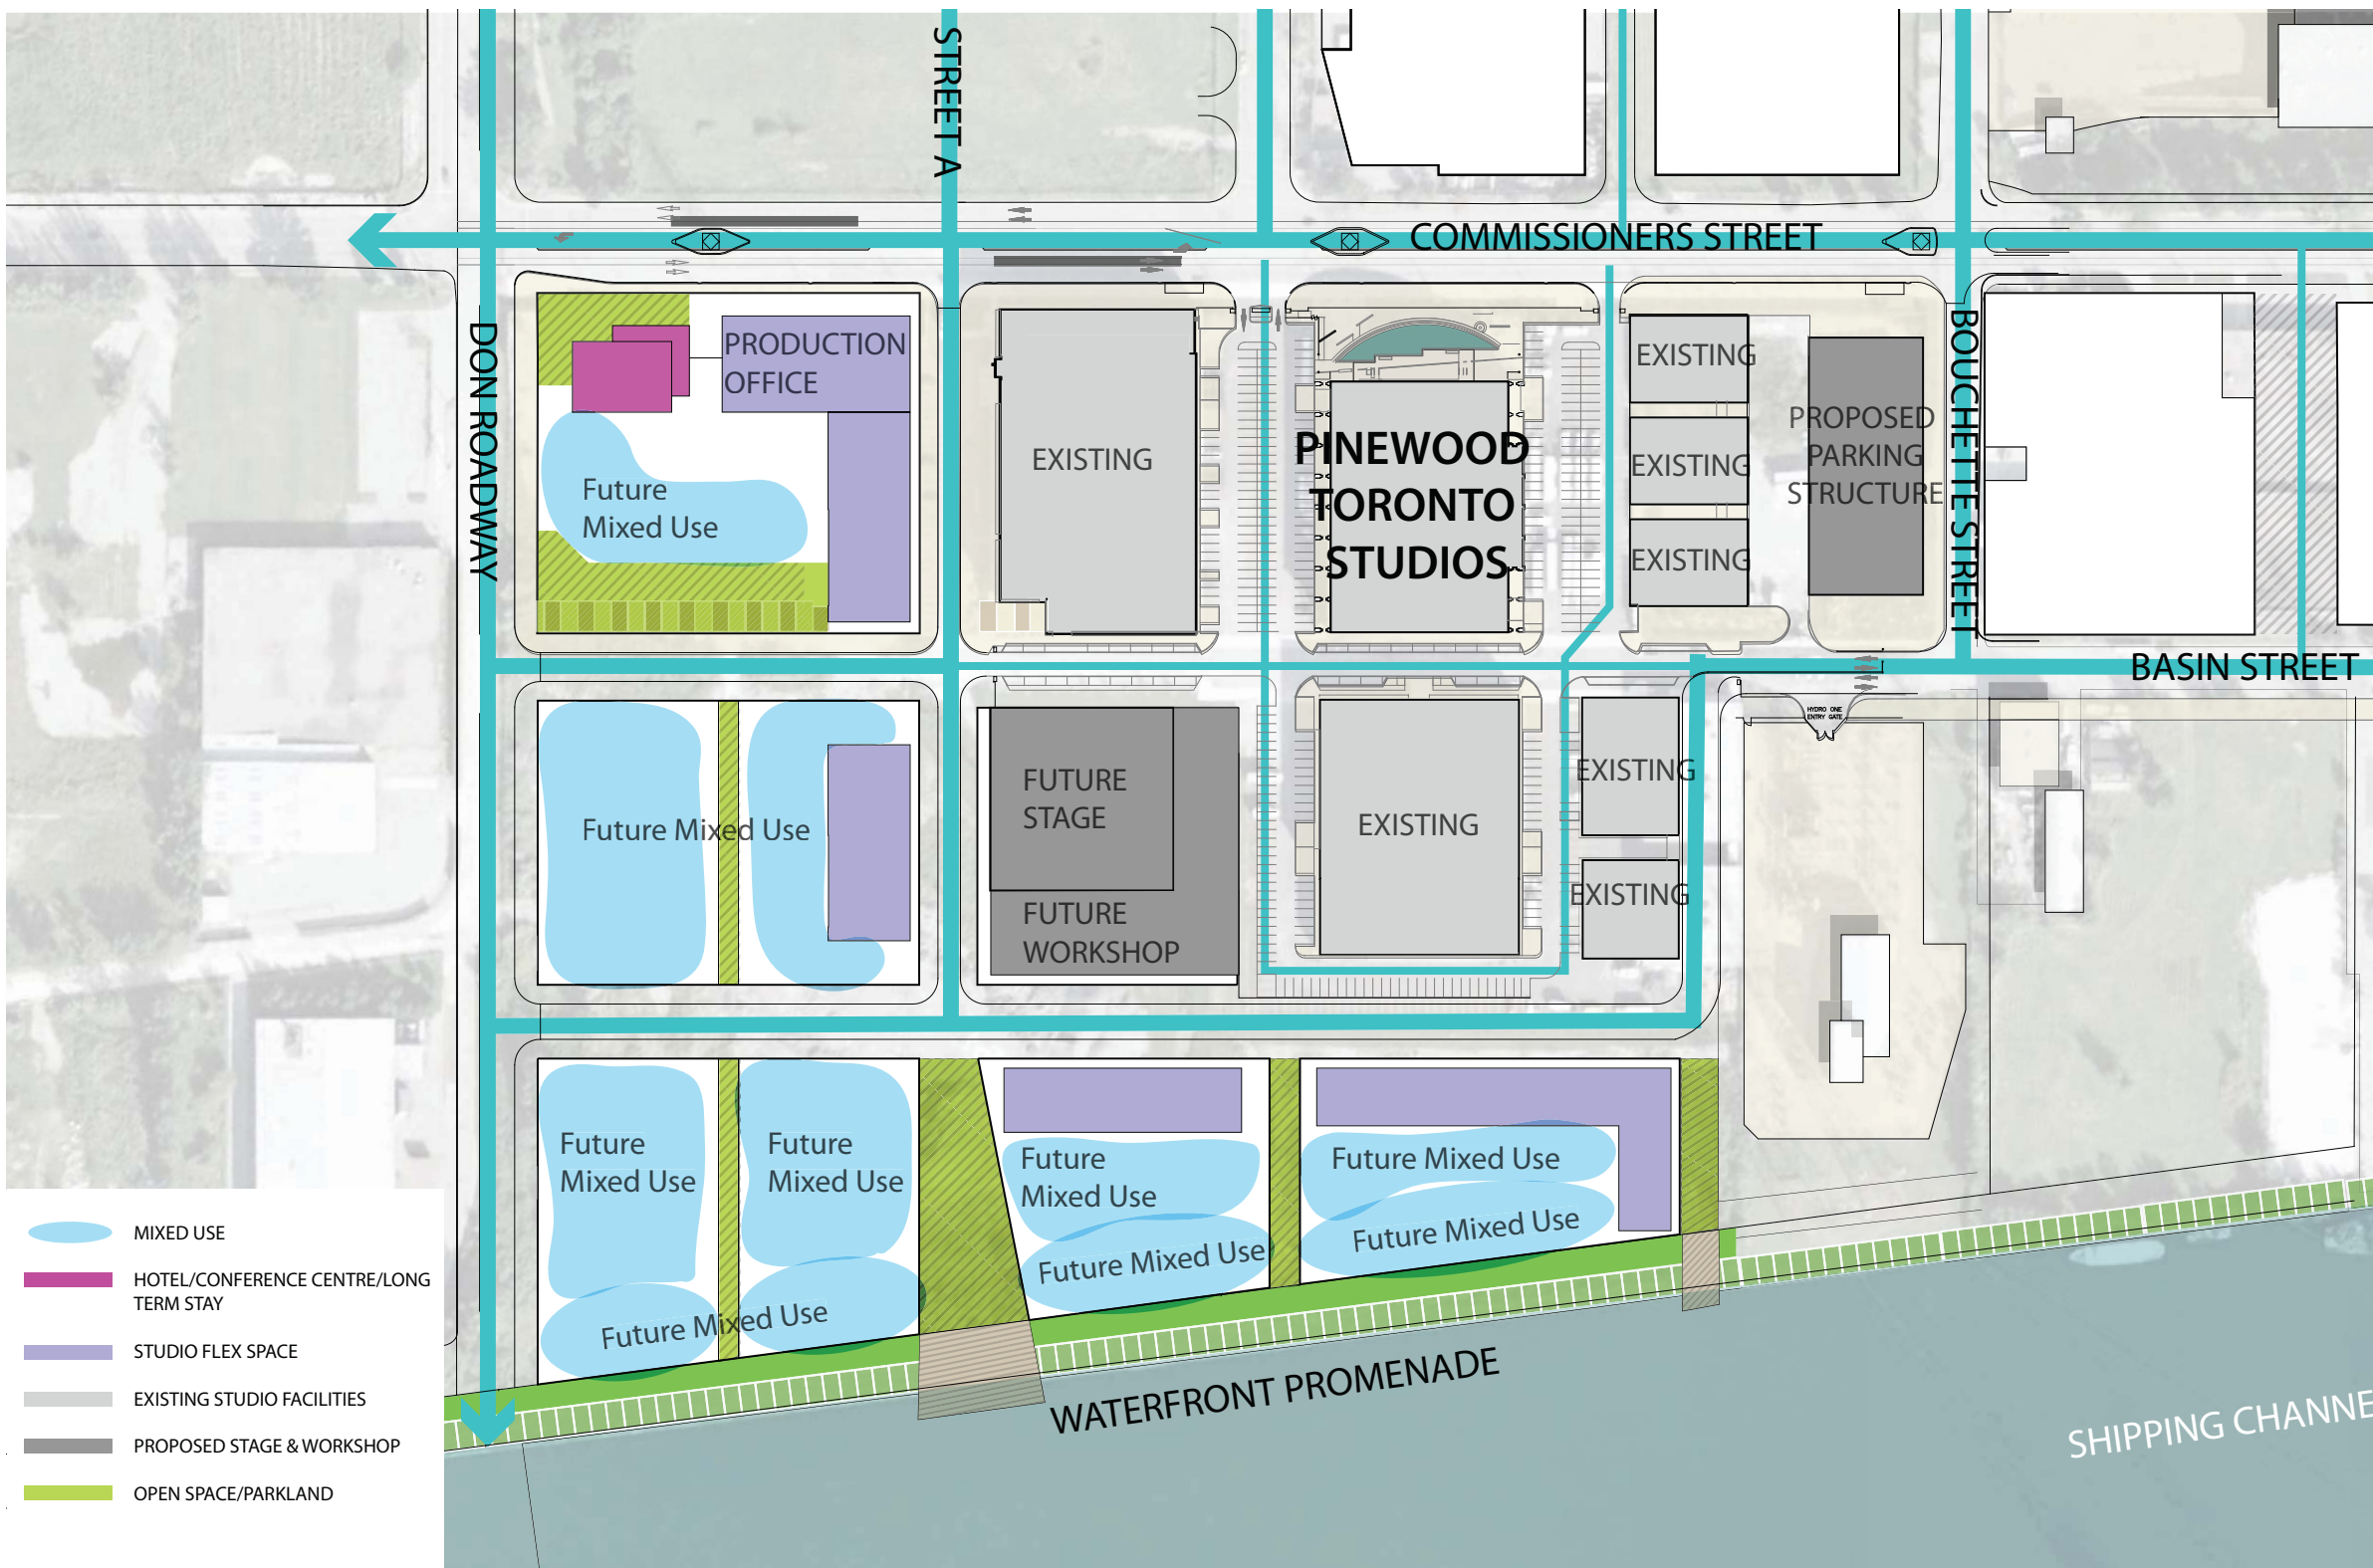 STREET A
COMMISSIONERS STREET
DON ROADWAY
PRODUCTION
OFFICE
Future
Mixed Use
EXISTING
PINEWOOD
TORONTO
STUDIOS
EXISTING
EXISTING
EXISTING
PROPOSED
PARKING
STRUCTURE
BOUCHETTE STREET
BASIN STREET
HYDRO ONE
ENTRY GATE
Future Mixed Use
FUTURE
STAGE
FUTURE
WORKSHOP
EXISTING
EXISTING
EXISTING
Future
Mixed Use
Future
Mixed Use
Future Mixed Use
Future
Mixed Use
Future Mixed Use
Future Mixed Use
Future Mixed Use
WATERFRONT PROMENADE
SHIPPING CHANNE
MIXED USE
HOTEL/CONFERENCE CENTRE/LONG
TERM STAY
STUDIO FLEX SPACE
EXISTING STUDIO FACILITIES
PROPOSED STAGE & WORKSHOP
OPEN SPACE/PARKLAND